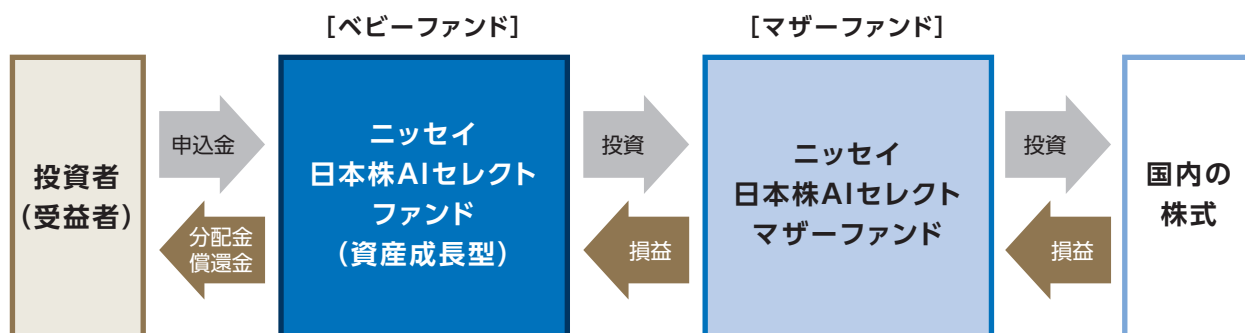 [ベビーファンド]
[マザーファンド]
投資者
(受益者)
申込金
分配金
償還金
ニッセイ
日本株AIセレクト
ファンド
(資産成長型)
投資
損益
ニッセイ
日本株AIセレクト
マザーファンド
投資
損益
国内の
株式